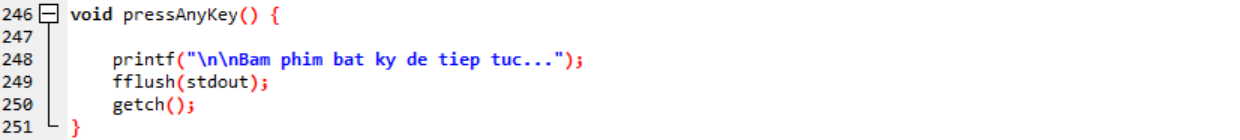 246 void pressAnyKey() {
247
248 printf("\n\nBam phim bat ky de tiep tuc...");
249 fflush(stdout);
250 getch();
251 }